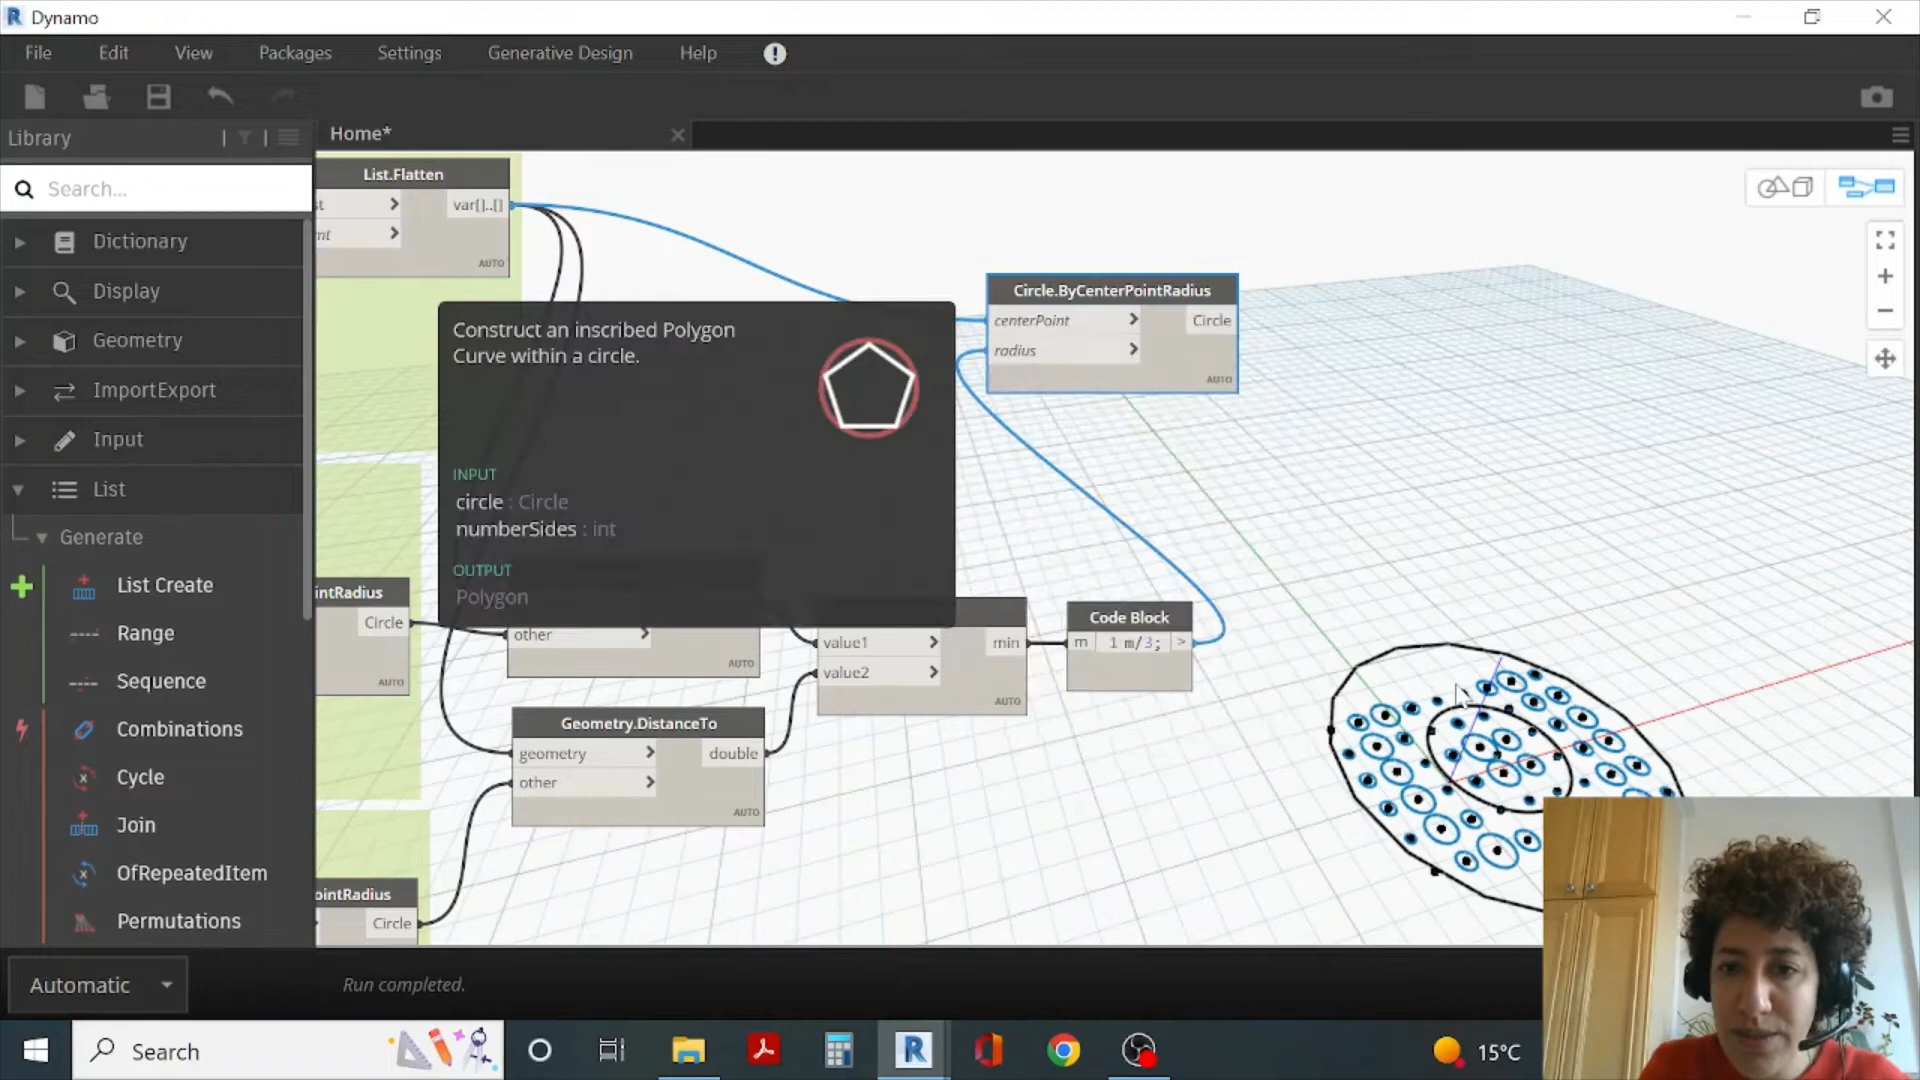 Dynamo
File Edit View Packages Settings Generative Design Help
Library
Home*
Search...
Dictionary
Display
Geometry
ImportExport
Input
List
Generate
List Create
Range
Sequence
Combinations
Cycle
Join
OfRepeatedItem
Permutations
List.Flatten
st
var[]..[]
mt
AUTO
Construct an inscribed Polygon
Curve within a circle.
INPUT
circle : Circle
numberSides : int
OUTPUT
Polygon
Circle.ByCenterPointRadius
centerPoint
Circle
radius
AUTO
intRadius
Circle
AUTO
other
AUTO
value1
min
value2
AUTO
Code Block
m
1 m/3;
>
Geometry.DistanceTo
geometry
double
other
AUTO
ointRadius
Circle
Automatic
Run completed.
Search
15°C